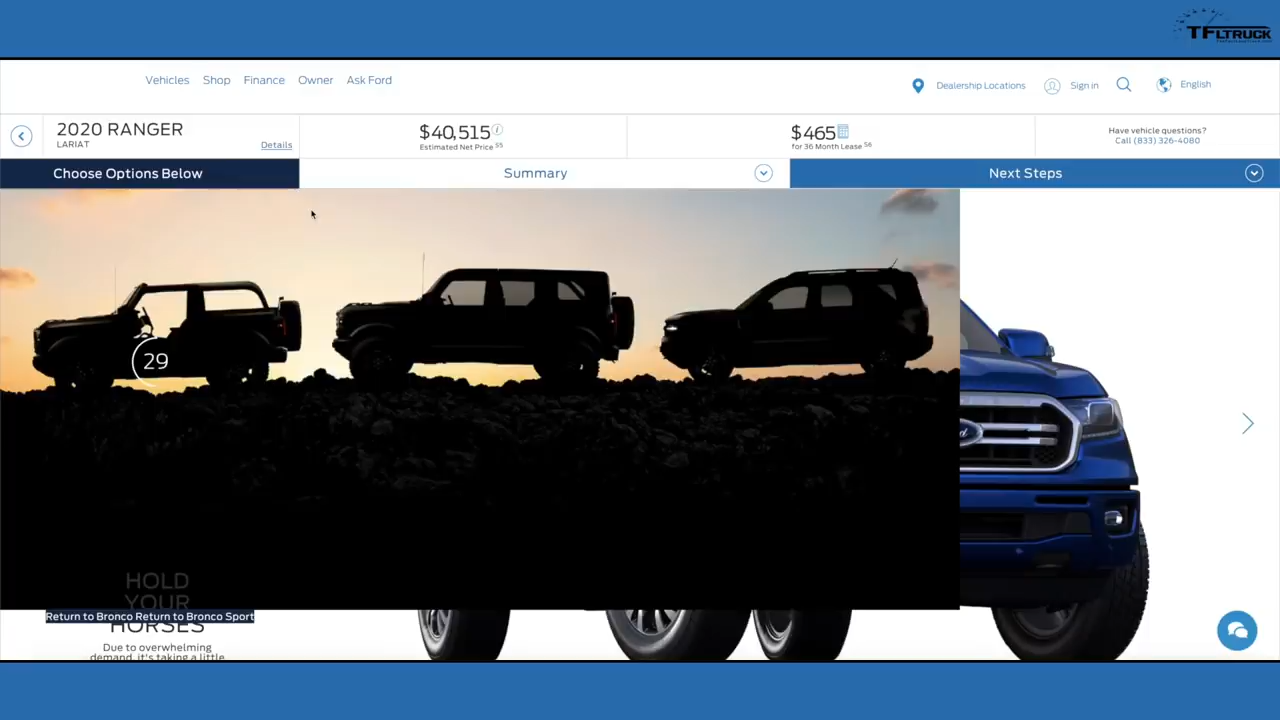 TFLTRUCK
Vehicles Shop Finance Owner Ask Ford
Dealership Locations Sign in English
2020 RANGER
LARIAT
Details
$40,515
Estimated Net Price S5
$465
for 36 Month Lease S6
Have vehicle questions?
Call (833) 326-4080
Choose Options Below
Summary
Next Steps
29
HOLD
YOUR
HORSES
Return to Bronco Return to Bronco Sport
Due to overwhelming
demand, it's taking a little